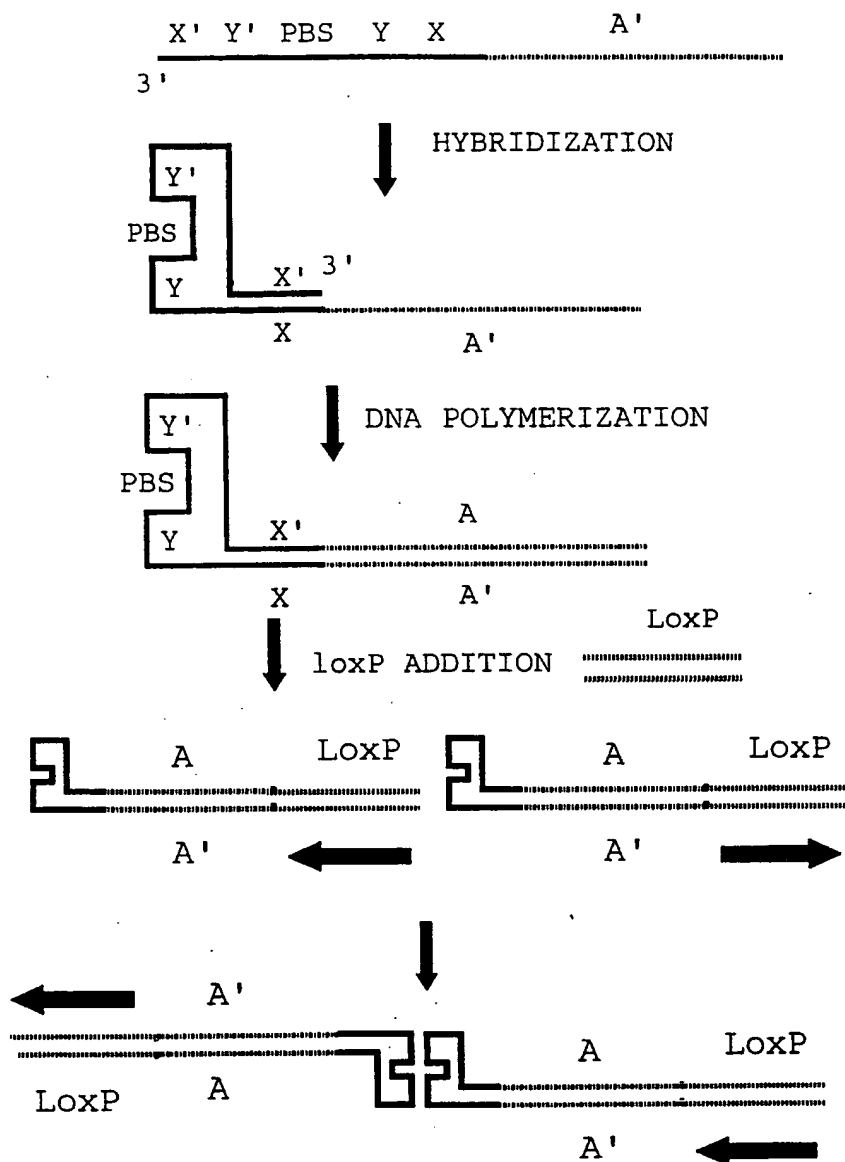 X' Y' PBS Y X A'
3'
HYBRIDIZATION
Y'
PBS
Y X' 3'
X A'
DNA POLYMERIZATION
Y'
PBS
A
Y X'
X A'
LoxP
loxP ADDITION
A LoxP A LoxP
A' A'
A'
A LoxP
LoxP A
A'